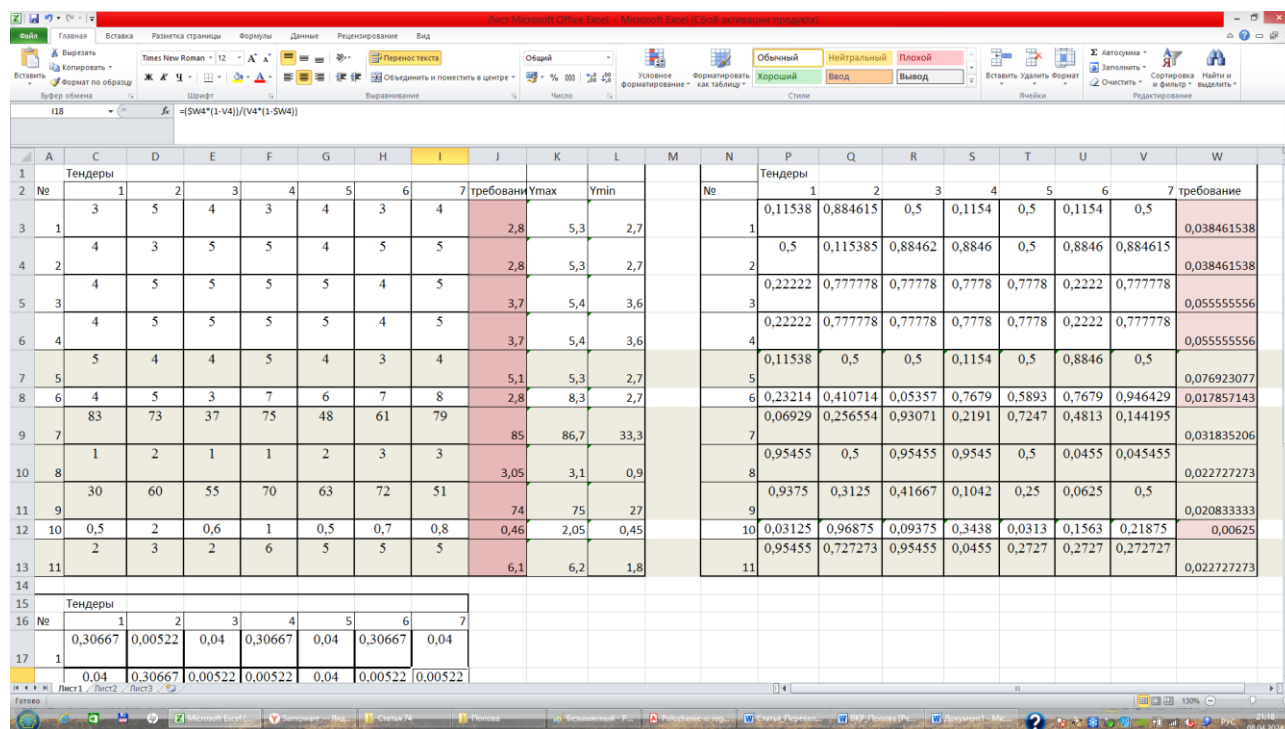 Лист Microsoft Office Excel - Microsoft Excel (Сбой активации продукта)
Файл Главная Вставка Разметка страницы Формулы Данные Рецензирование Вид
Вставить Вырезать Копировать Формат по образцу
Times New Roman 12 Перенос текста Общий
Ж К Ч Объединить и поместить в центре % 000
Условное форматирование Форматировать как таблицу
Обычный Нейтральный Плохой
Хороший Ввод Вывод
Вставить Удалить Формат
Σ Автосумма Заполнить Очистить Сортировка и фильтр Найти и выделить
Буфер обмена Шрифт Выравнивание Число Стили Ячейки Редактирование
I18 fx =($W4*(1-V4))/(V4*(1-$W4))
A C D E F G H I J K L M N P Q R S T U V W
1 Тендеры Тендеры
2 № 1 2 3 4 5 6 7 требовани Ymax Ymin № 1 2 3 4 5 6 7 требование
3 1 3 5 4 3 4 3 4 2,8 5,3 2,7 1 0,11538 0,884615 0,5 0,1154 0,5 0,1154 0,5 0,038461538
4 2 4 3 5 5 4 5 5 2,8 5,3 2,7 2 0,5 0,115385 0,88462 0,8846 0,5 0,8846 0,884615 0,038461538
5 3 4 5 5 5 5 4 5 3,7 5,4 3,6 3 0,22222 0,777778 0,77778 0,7778 0,7778 0,2222 0,777778 0,055555556
6 4 4 5 5 5 5 4 5 3,7 5,4 3,6 4 0,22222 0,777778 0,77778 0,7778 0,7778 0,2222 0,777778 0,055555556
7 5 5 4 4 5 4 3 4 5,1 5,3 2,7 5 0,11538 0,5 0,5 0,1154 0,5 0,8846 0,5 0,076923077
8 6 4 5 3 7 6 7 8 2,8 8,3 2,7 6 0,23214 0,410714 0,05357 0,7679 0,5893 0,7679 0,946429 0,017857143
9 7 83 73 37 75 48 61 79 85 86,7 33,3 7 0,06929 0,256554 0,93071 0,2191 0,7247 0,4813 0,144195 0,031835206
10 8 1 2 1 1 2 3 3 3,05 3,1 0,9 8 0,95455 0,5 0,95455 0,9545 0,5 0,0455 0,045455 0,022727273
11 9 30 60 55 70 63 72 51 74 75 27 9 0,9375 0,3125 0,41667 0,1042 0,25 0,0625 0,5 0,020833333
12 10 0,5 2 0,6 1 0,5 0,7 0,8 0,46 2,05 0,45 10 0,03125 0,96875 0,09375 0,3438 0,0313 0,1563 0,21875 0,00625
13 11 2 3 2 6 5 5 5 6,1 6,2 1,8 11 0,95455 0,727273 0,95455 0,0455 0,2727 0,2727 0,272727 0,022727273
14
15 Тендеры
16 № 1 2 3 4 5 6 7
17 1 0,30667 0,00522 0,04 0,30667 0,04 0,30667 0,04
0,04 0,30667 0,00522 0,00522 0,04 0,00522 0,00522
Лист1 Лист2 Лист3
Готово 130%
Microsoft Excel (... Статья 74 Попова Безымянный - P... Polozhenie-o-reg... Документ1 - Mic... РУС 21:18
08.04.2024